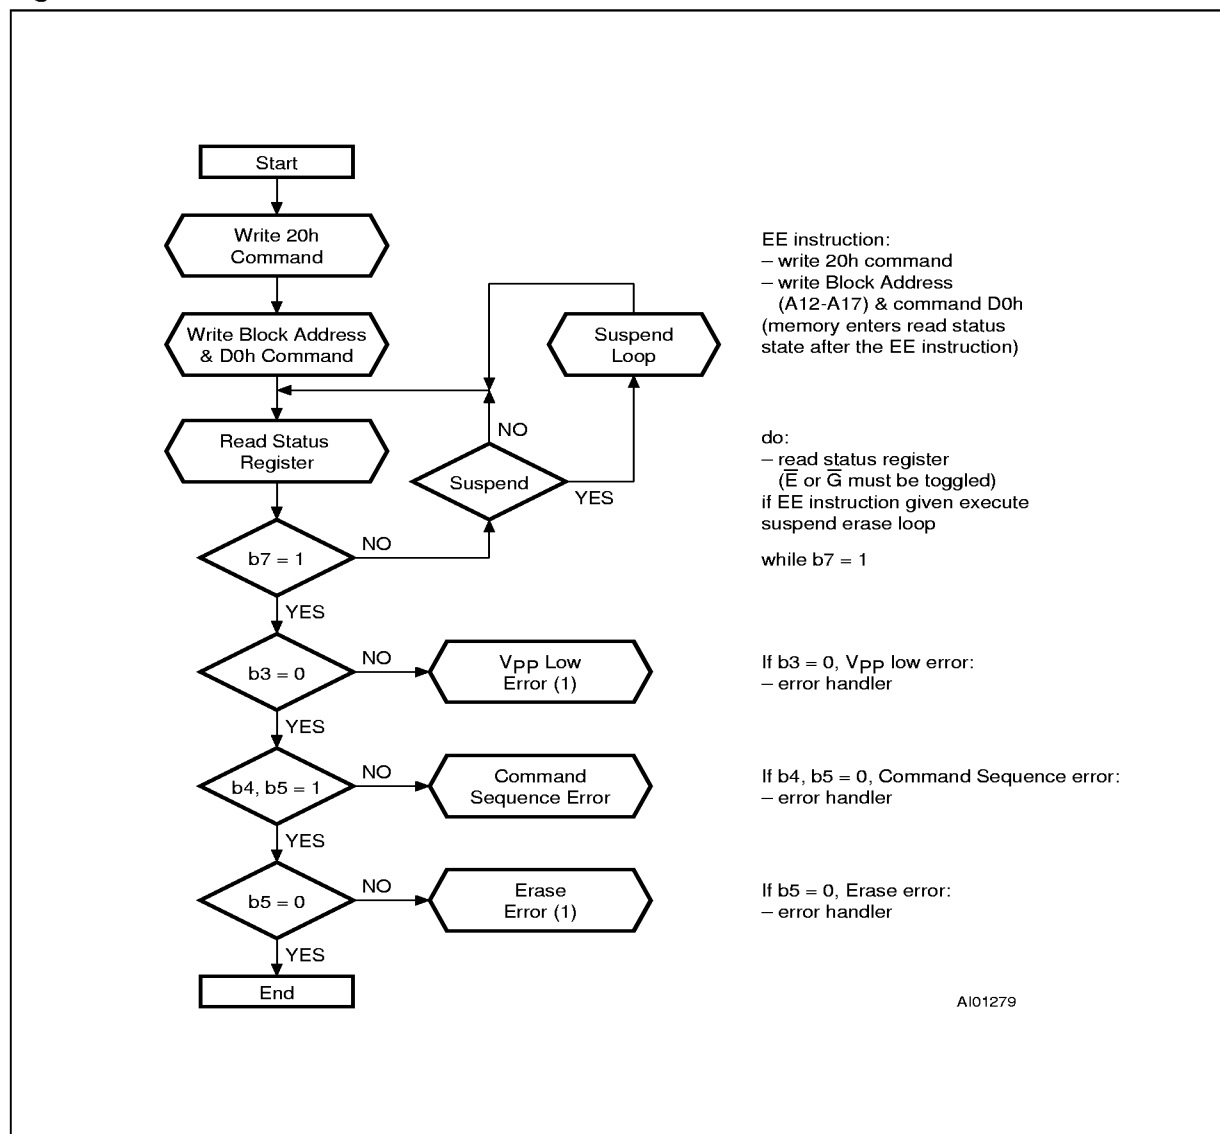 Start
Write 20h
Command
Write Block Address
& D0h Command
Read Status
Register
b7 = 1
NO
YES
Suspend
NO
YES
Suspend
Loop
b3 = 0
NO
YES
VPP Low
Error (1)
b4, b5 = 1
NO
YES
Command
Sequence Error
b5 = 0
NO
YES
Erase
Error (1)
End
EE instruction:
– write 20h command
– write Block Address
(A12-A17) & command D0h
(memory enters read status
state after the EE instruction)
do:
– read status register
(E̅ or G̅ must be toggled)
if EE instruction given execute
suspend erase loop
while b7 = 1
If b3 = 0, VPP low error:
– error handler
If b4, b5 = 0, Command Sequence error:
– error handler
If b5 = 0, Erase error:
– error handler
AI01279